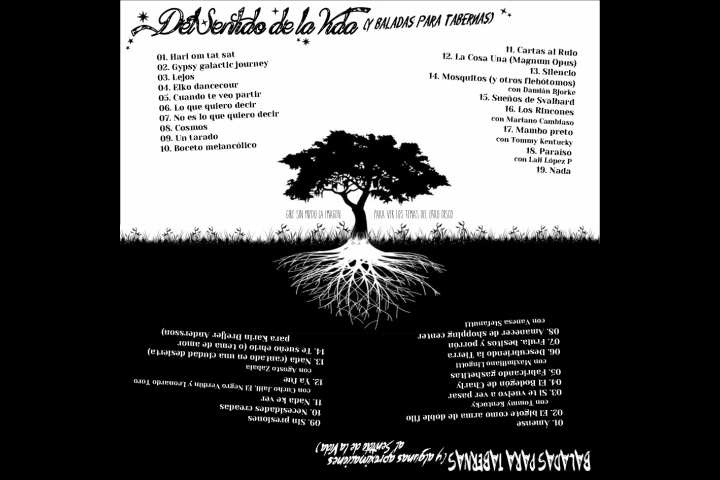 Del Sentido de la Vida (Y BALADAS PARA TABERNAS)
01. Hari om tat sat
02. Gypsy galactic journey
03. Lejos
04. Elko dancecour
05. Cuando te veo partir
06. Lo que quiero decir
07. No es lo que quiero decir
08. Cosmos
09. Un tarado
10. Boceto melancólico
11. Cartas al Rulo
12. La Cosa Una (Magnum Opus)
13. Silencio
14. Mosquitos (y otros flebótomos)
con Damián Bjorke
15. Sueños de Svalbard
16. Los Rincones
con Mariano Cambiaso
17. Mambo preto
con Tommy Kentucky
18. Paraíso
con Lali López P
19. Nada
GIRE SIN MIEDO LA IMAGEN PARA VER LOS TEMAS DEL OTRO DISCO
BALADAS PARA TABERNAS (y algunas aproximaciones
al Sentido de la Vida)
01. Amense
02. El bigote como arma de doble filo
con Tommy Kentucky
03. Si te vuelvo a ver pasar
04. El Bodegón de Charly
05. Fabricando gasbetitas
con Maximiliano Lingotti
06. Descubriendo la Tierra
07. Fruta, besitos y porrón
08. Amanecer de shopping center
con Vanesa Stefanutti
09. Sin presiones
10. Necesidades creadas
11. Nada ke ver
con Cucho, Jalil, El Negro Verdún y Leonardo Toro
12. Ya fue
con Agosto Zabala
13. Nada (cantado en una ciudad desierta)
14. Te sueño ebrio (o tema de amor
para Karin Dreijer Andersson)